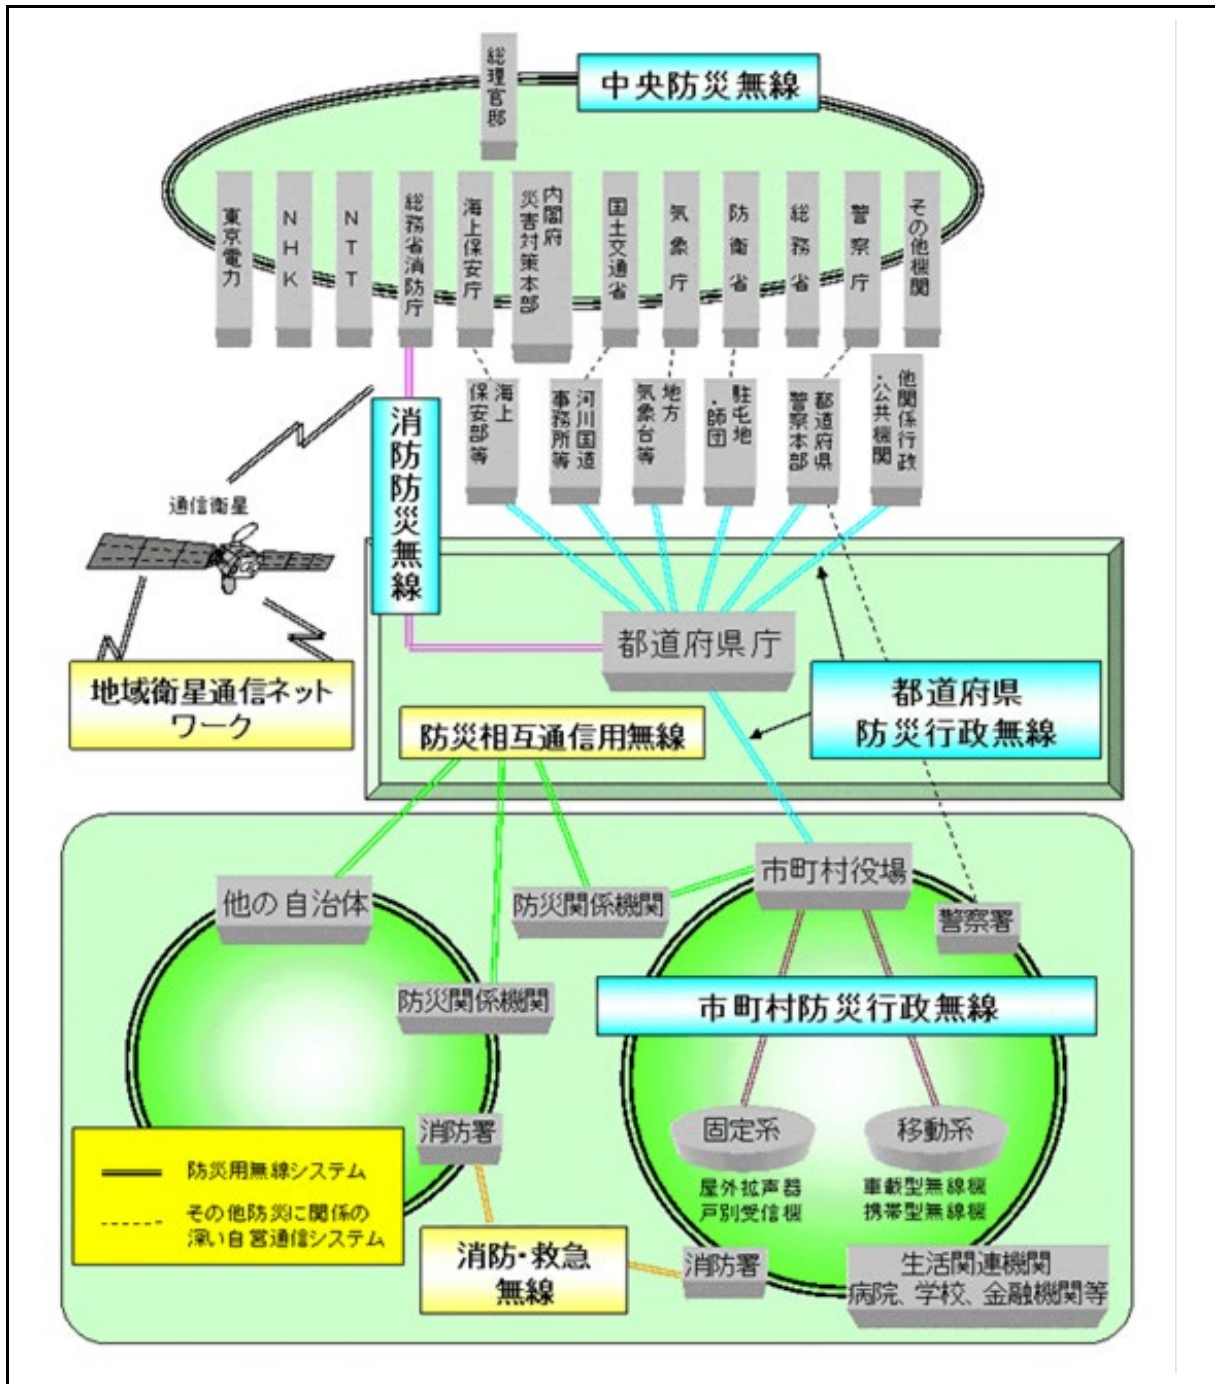 総理官邸
中央防災無線
東京電力
NHK
NTT
総務省消防庁
海上保安庁
内閣府
災害対策本部
国土交通省
気象庁
防衛省
総務省
警察庁
その他機関
海上
保安部等
河川国道
事務所等
地方
気象台等
駐屯地
・師団
都道府県
警察本部
他関係行政
・公共機関
消防防災無線
通信衛星
都道府県庁
地域衛星通信ネット
ワーク
都道府県
防災行政無線
防災相互通信用無線
市町村役場
他の自治体
防災関係機関
警察署
防災関係機関
市町村防災行政無線
消防署
固定系
移動系
屋外拡声器
戸別受信機
車載型無線機
携帯型無線機
防災用無線システム
その他防災に関係の
深い自営通信システム
消防・救急
無線
消防署
生活関連機関
病院、学校、金融機関等